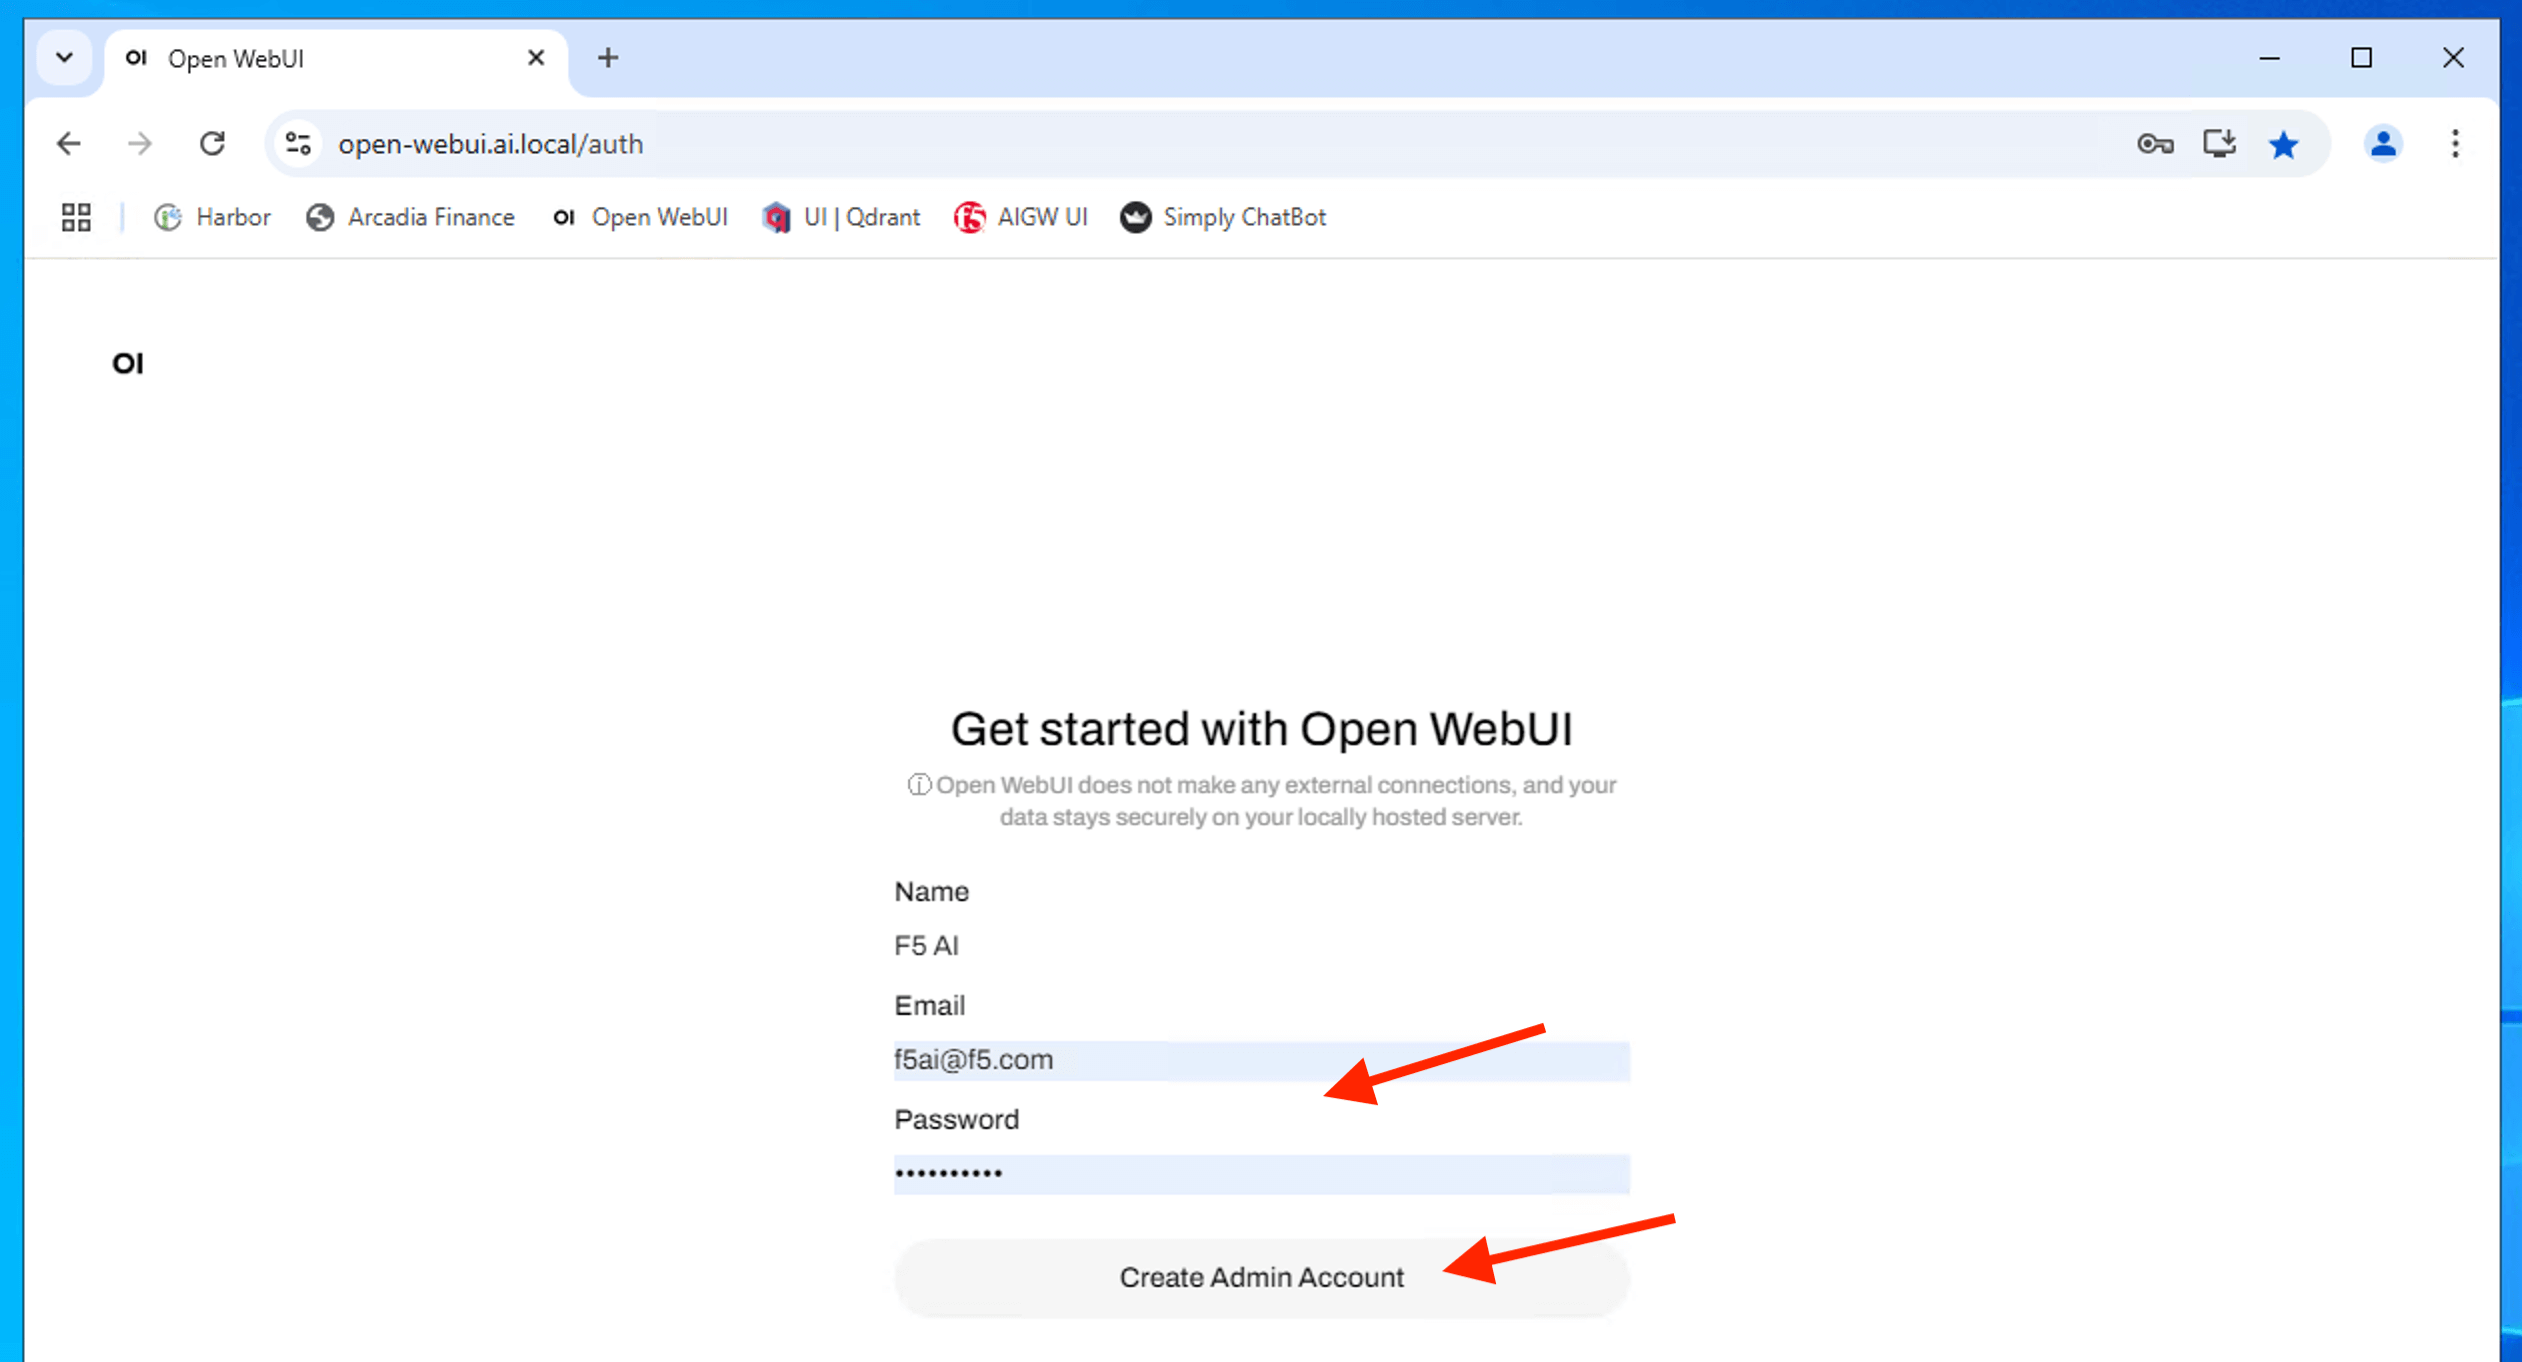 OI Open WebUI
open-webui.ai.local/auth
Harbor Arcadia Finance OI Open WebUI UI | Qdrant f5 AIGW UI Simply ChatBot
OI
Get started with Open WebUI
Open WebUI does not make any external connections, and your
data stays securely on your locally hosted server.
Name
F5 AI
Email
f5ai@f5.com
Password
••••••••••
Create Admin Account